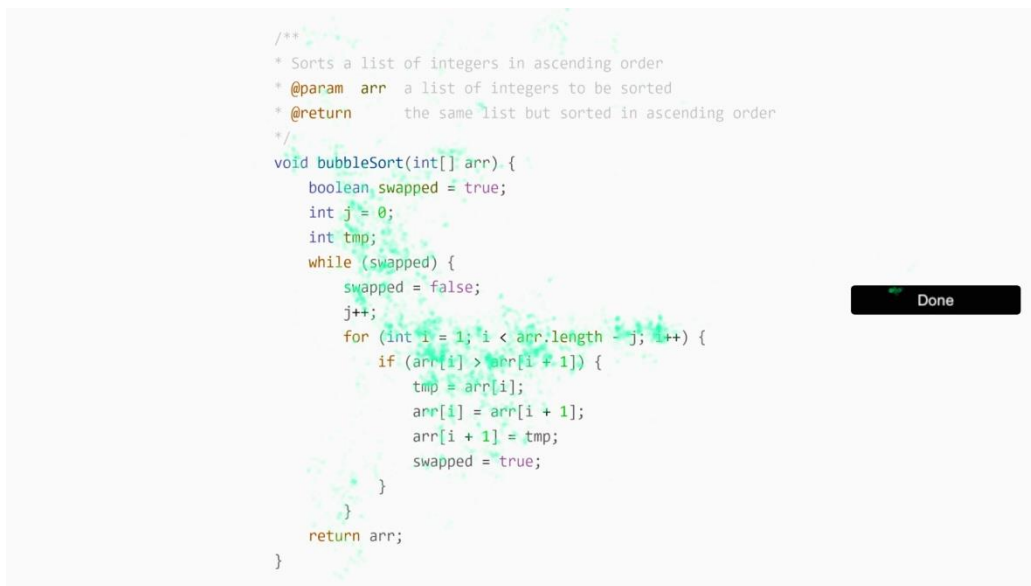 /**
* Sorts a list of integers in ascending order
* @param arr a list of integers to be sorted
* @return the same list but sorted in ascending order
*/
void bubbleSort(int[] arr) {
boolean swapped = true;
int j = 0;
int tmp;
while (swapped) {
swapped = false;
j++;
for (int i = 1; i < arr.length - j; i++) {
if (arr[i] > arr[i + 1]) {
tmp = arr[i];
arr[i] = arr[i + 1];
arr[i + 1] = tmp;
swapped = true;
}
}
return arr;
}
Done